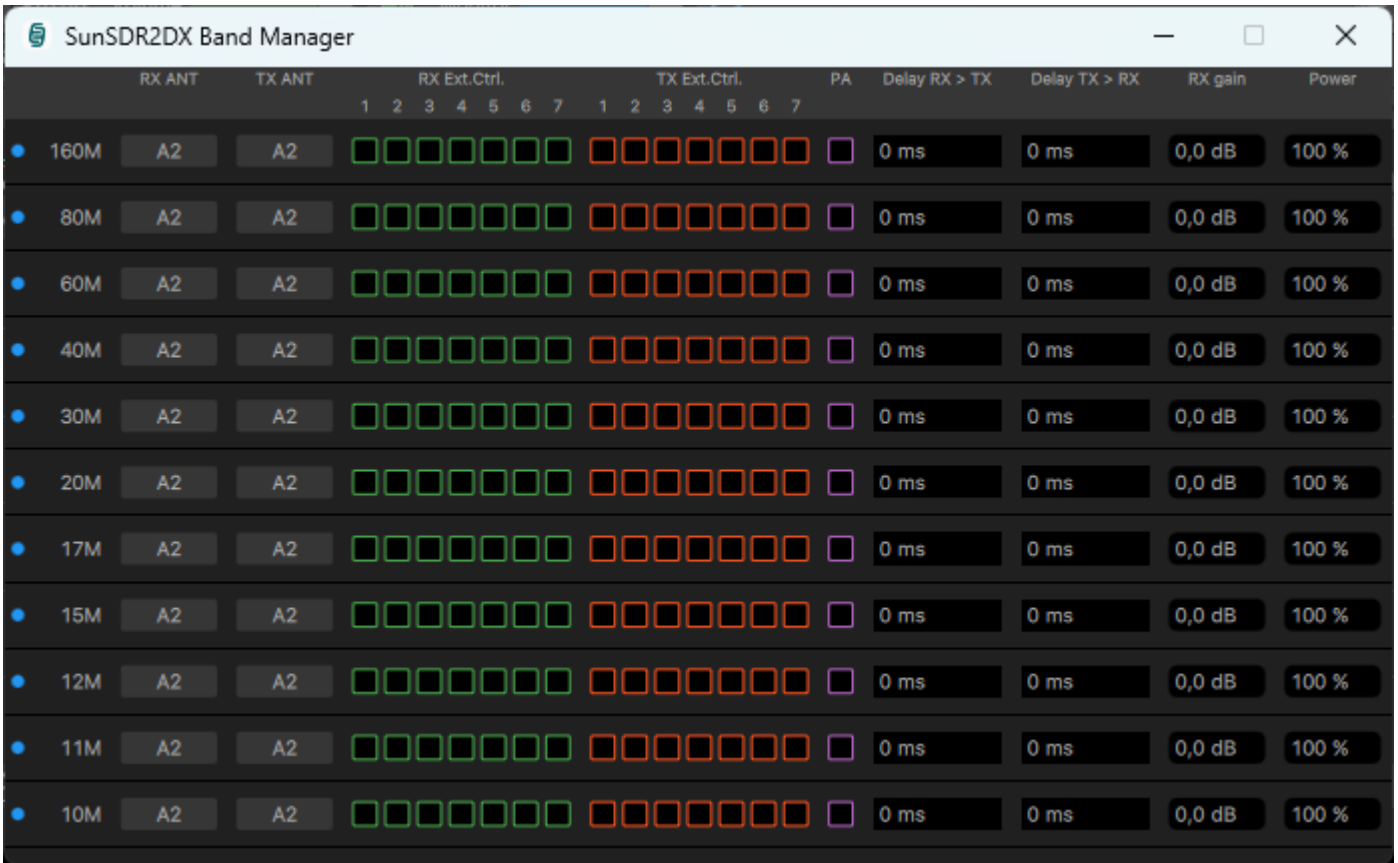 SunSDR2DX Band Manager
RX ANT TX ANT RX Ext.Ctrl. TX Ext.Ctrl. PA Delay RX > TX Delay TX > RX RX gain Power
1 2 3 4 5 6 7 1 2 3 4 5 6 7
160M A2 A2 0 ms 0 ms 0,0 dB 100 %
80M A2 A2 0 ms 0 ms 0,0 dB 100 %
60M A2 A2 0 ms 0 ms 0,0 dB 100 %
40M A2 A2 0 ms 0 ms 0,0 dB 100 %
30M A2 A2 0 ms 0 ms 0,0 dB 100 %
20M A2 A2 0 ms 0 ms 0,0 dB 100 %
17M A2 A2 0 ms 0 ms 0,0 dB 100 %
15M A2 A2 0 ms 0 ms 0,0 dB 100 %
12M A2 A2 0 ms 0 ms 0,0 dB 100 %
11M A2 A2 0 ms 0 ms 0,0 dB 100 %
10M A2 A2 0 ms 0 ms 0,0 dB 100 %